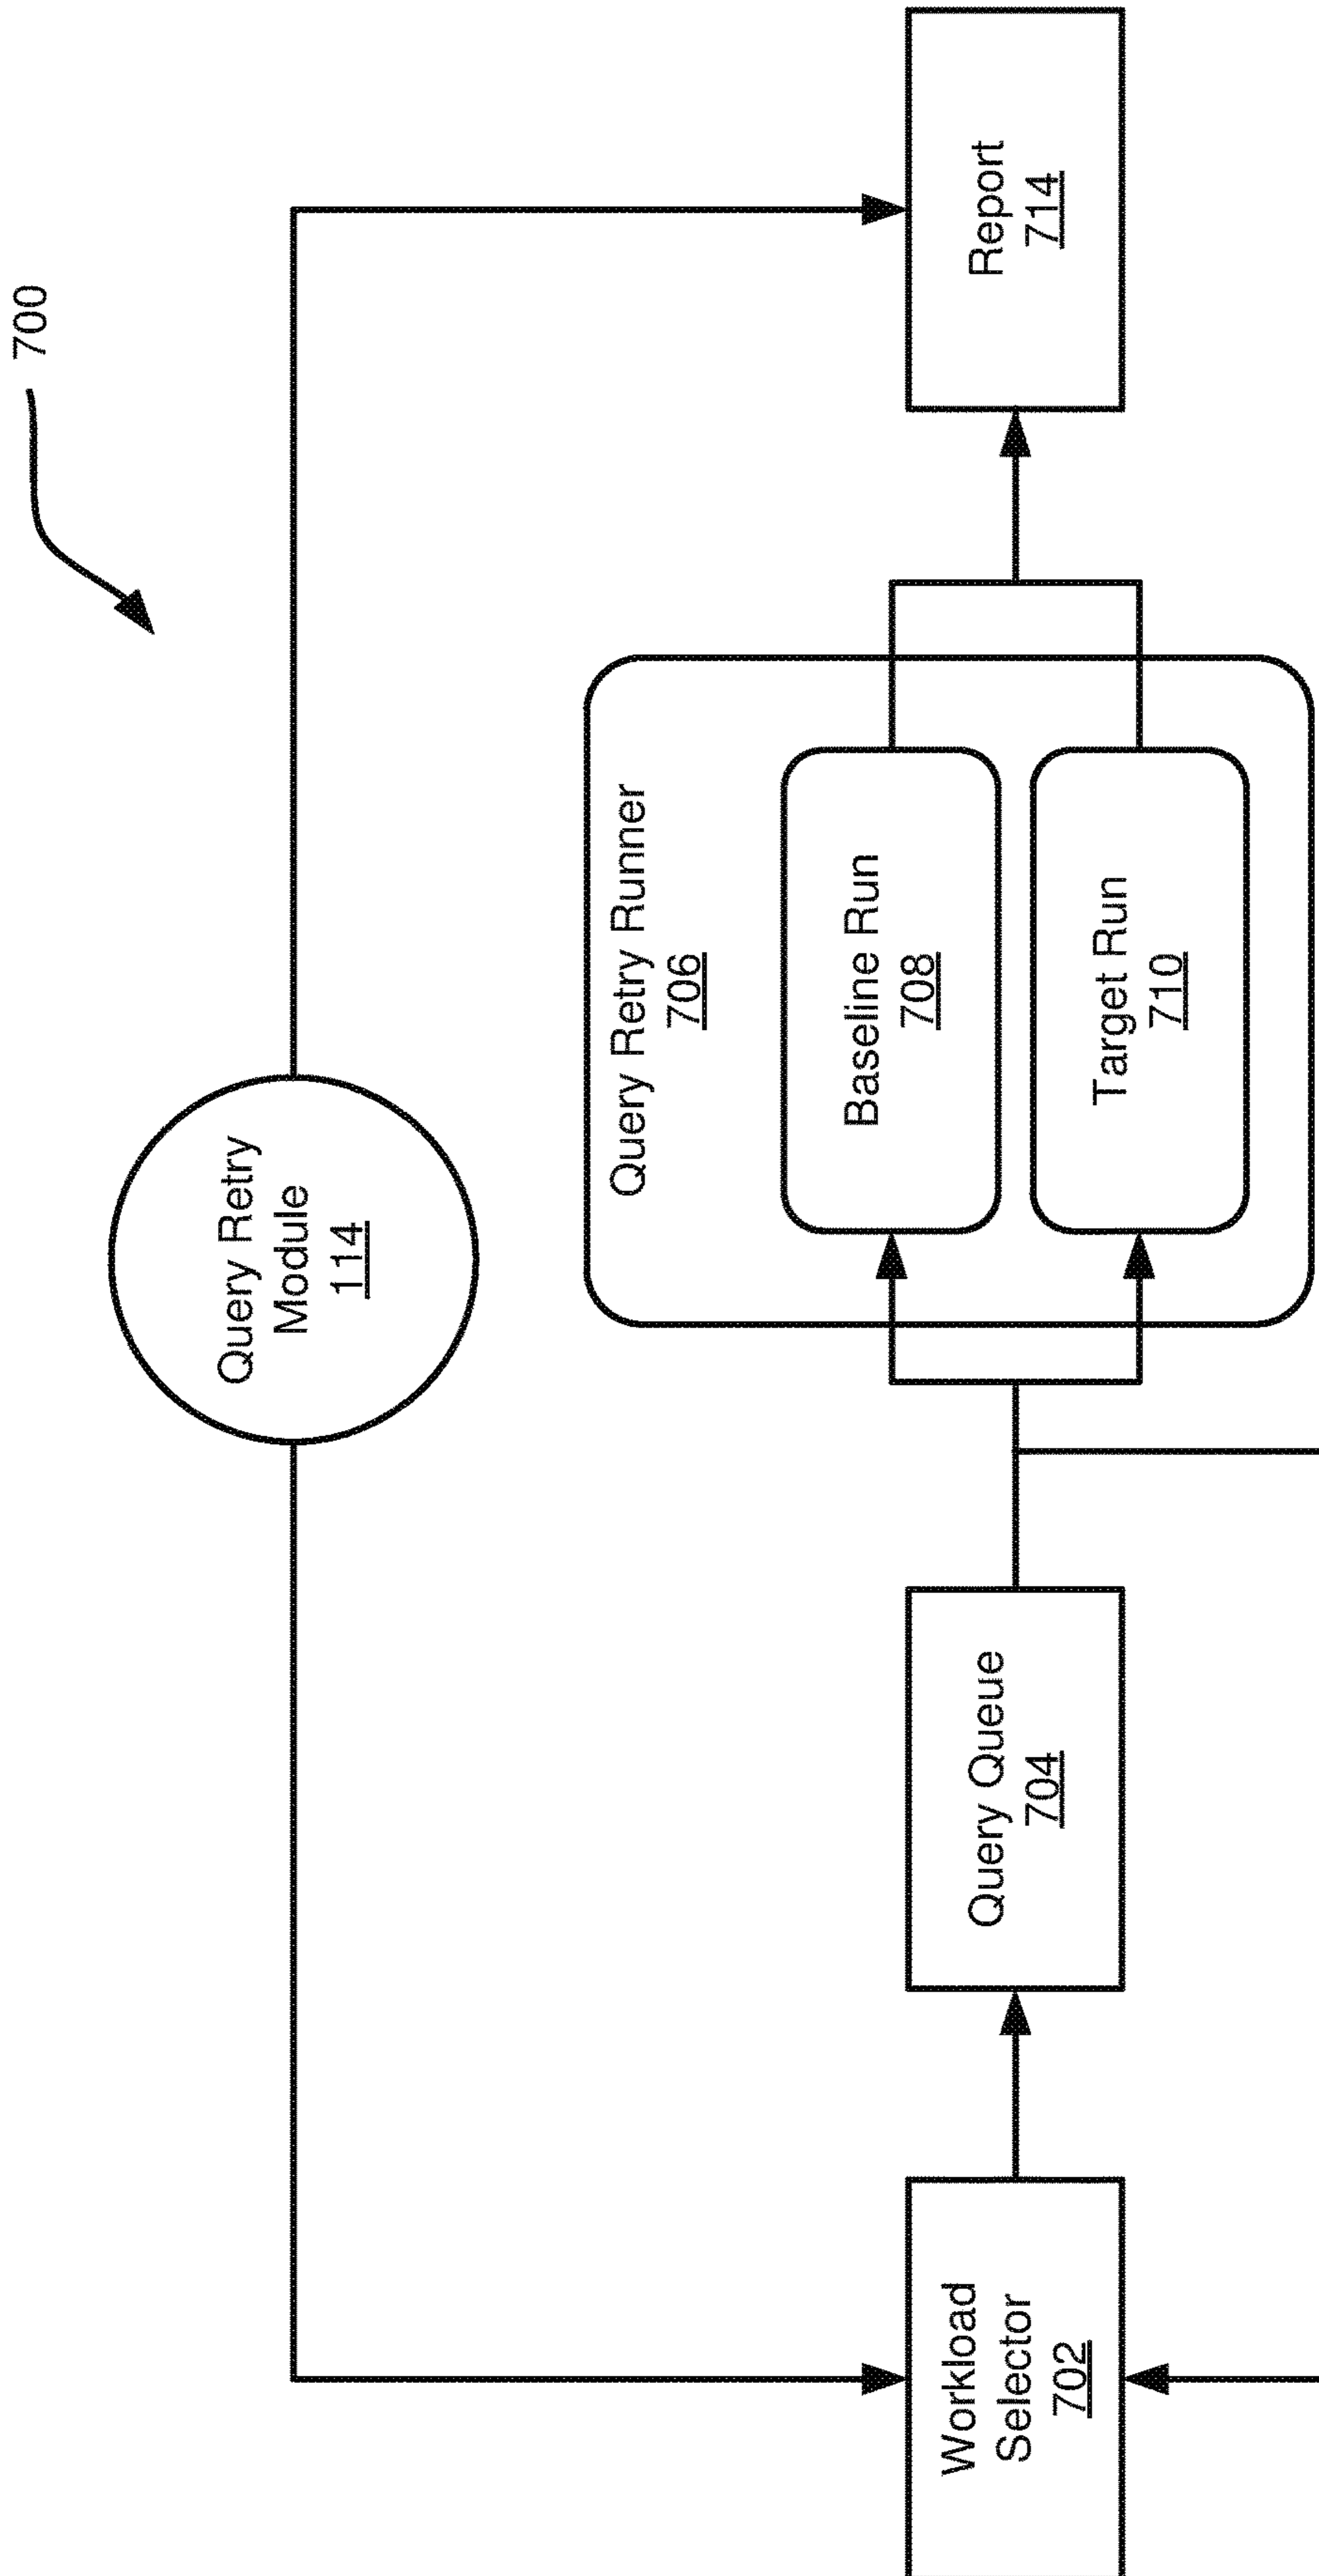 700
Query Retry
Module
114
Workload
Selector
702
Query Queue
704
Query Retry Runner
706
Baseline Run
708
Target Run
710
Report
714